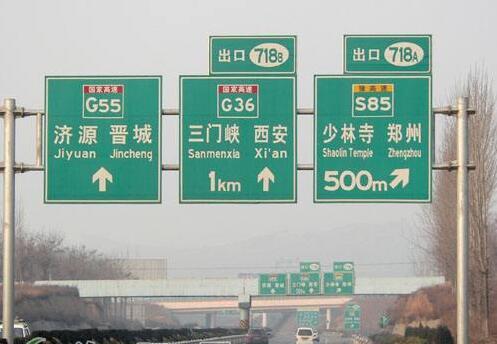 出口 718B
出口 718A
国家高速
G55
济源 晋城
Jiyuan Jincheng
国家高速
G36
三门峡 西安
Sanmenxia Xi'an
1km
豫高速
S85
少林寺 郑州
Shaolin Temple Zhengzhou
500m